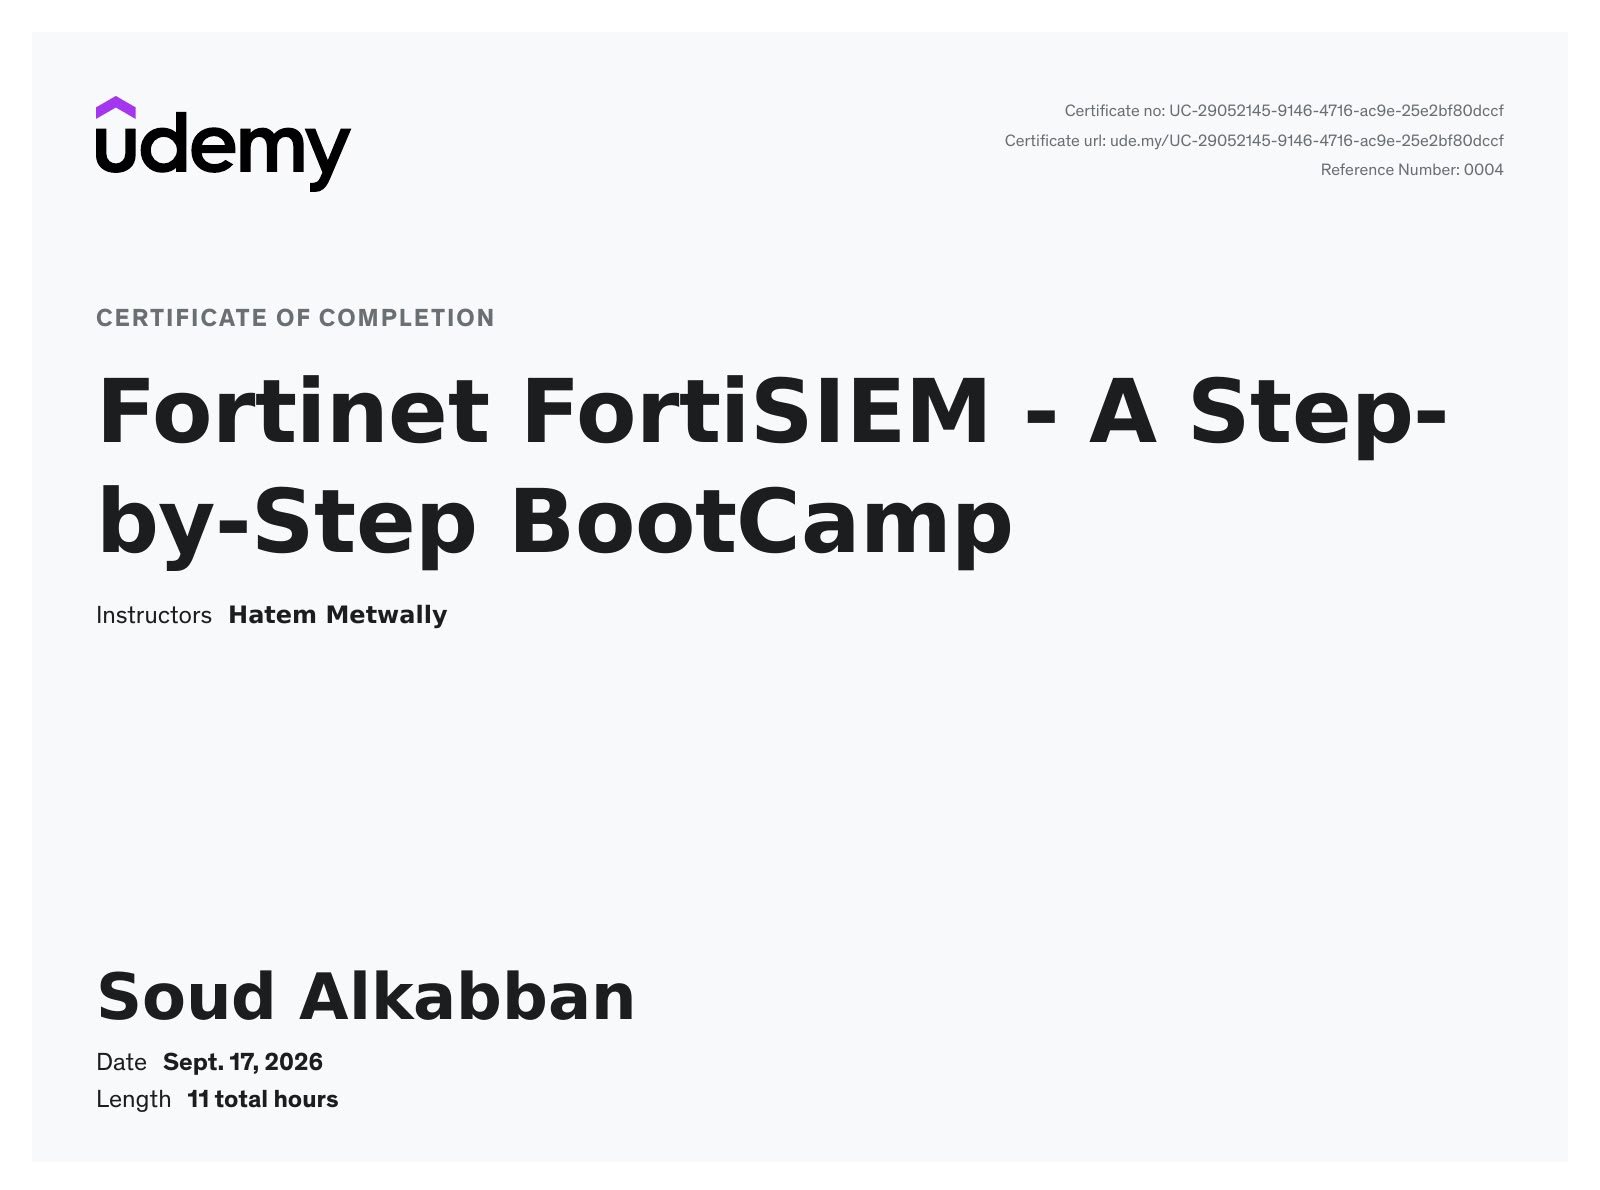 udemy
Certificate no: UC-29052145-9146-4716-ac9e-25e2bf80dccf
Certificate url: ude.my/UC-29052145-9146-4716-ac9e-25e2bf80dccf
Reference Number: 0004
CERTIFICATE OF COMPLETION
Fortinet FortiSIEM - A Step-
by-Step BootCamp
Instructors Hatem Metwally
Soud Alkabban
Date Sept. 17, 2026
Length 11 total hours